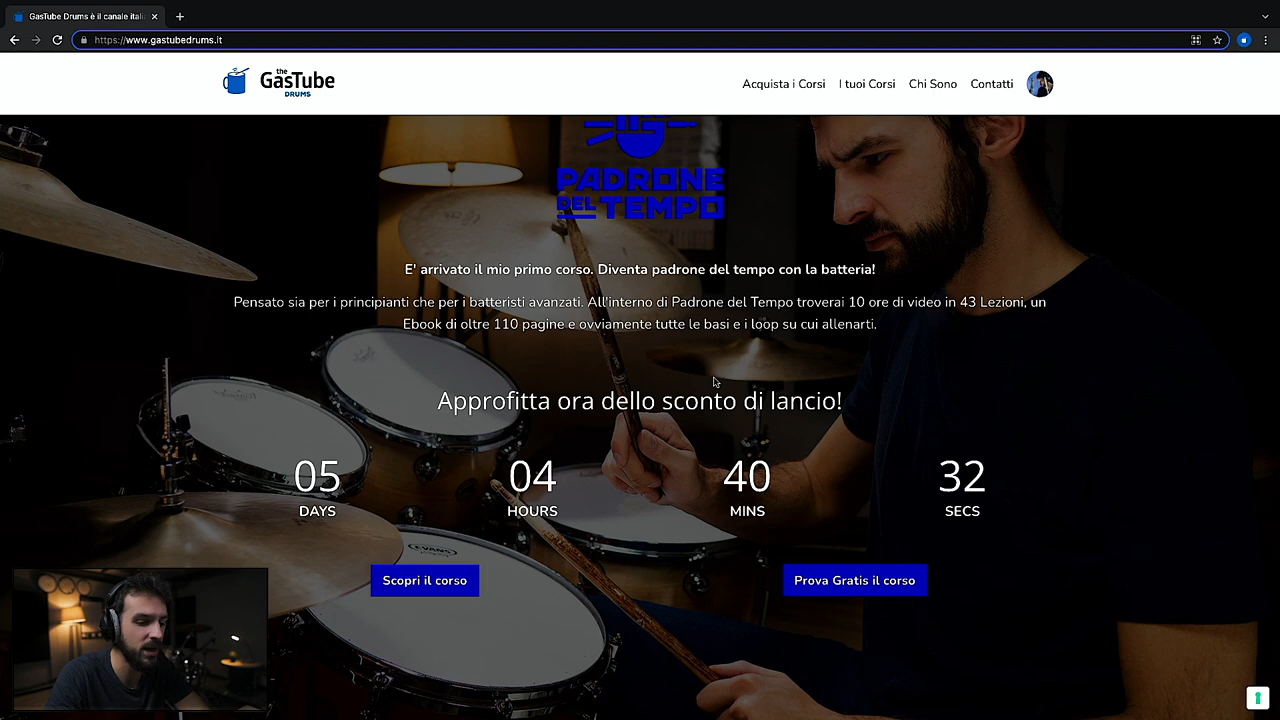 GasTube Drums è il canale itali
https://www.gastubedrums.it
the
GasTube
DRUMS
Acquista i Corsi
I tuoi Corsi
Chi Sono
Contatti
PADRONE
DEL TEMPO
E' arrivato il mio primo corso. Diventa padrone del tempo con la batteria!
Pensato sia per i principianti che per i batteristi avanzati. All'interno di Padrone del Tempo troverai 10 ore di video in 43 Lezioni, un
Ebook di oltre 110 pagine e ovviamente tutte le basi e i loop su cui allenarti.
Approfitta ora dello sconto di lancio!
05
04
40
32
DAYS
HOURS
MINS
SECS
EVANS
Scopri il corso
Prova Gratis il corso